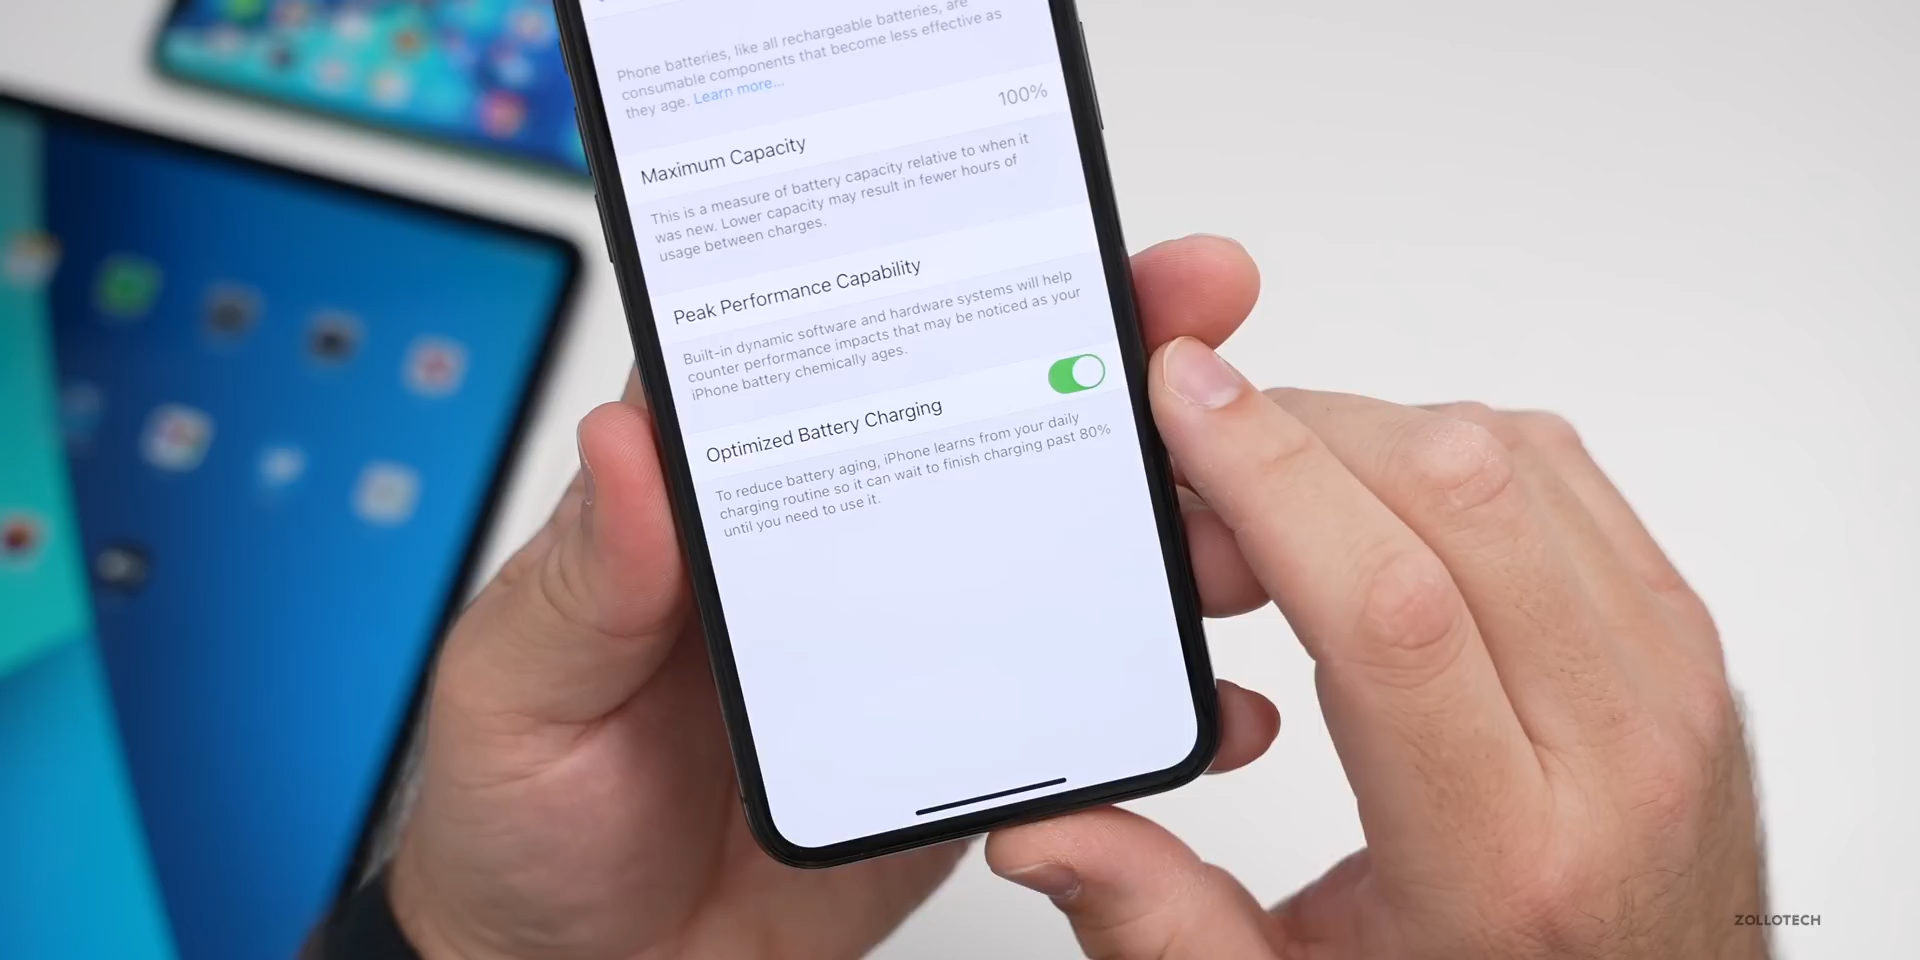 Phone batteries, like all rechargeable batteries, are
consumable components that become less effective as
they age. Learn more...
Maximum Capacity 100%
This is a measure of battery capacity relative to when it
was new. Lower capacity may result in fewer hours of
usage between charges.
Peak Performance Capability
Built-in dynamic software and hardware systems will help
counter performance impacts that may be noticed as your
iPhone battery chemically ages.
Optimized Battery Charging
To reduce battery aging, iPhone learns from your daily
charging routine so it can wait to finish charging past 80%
until you need to use it.
ZOLLOTECH